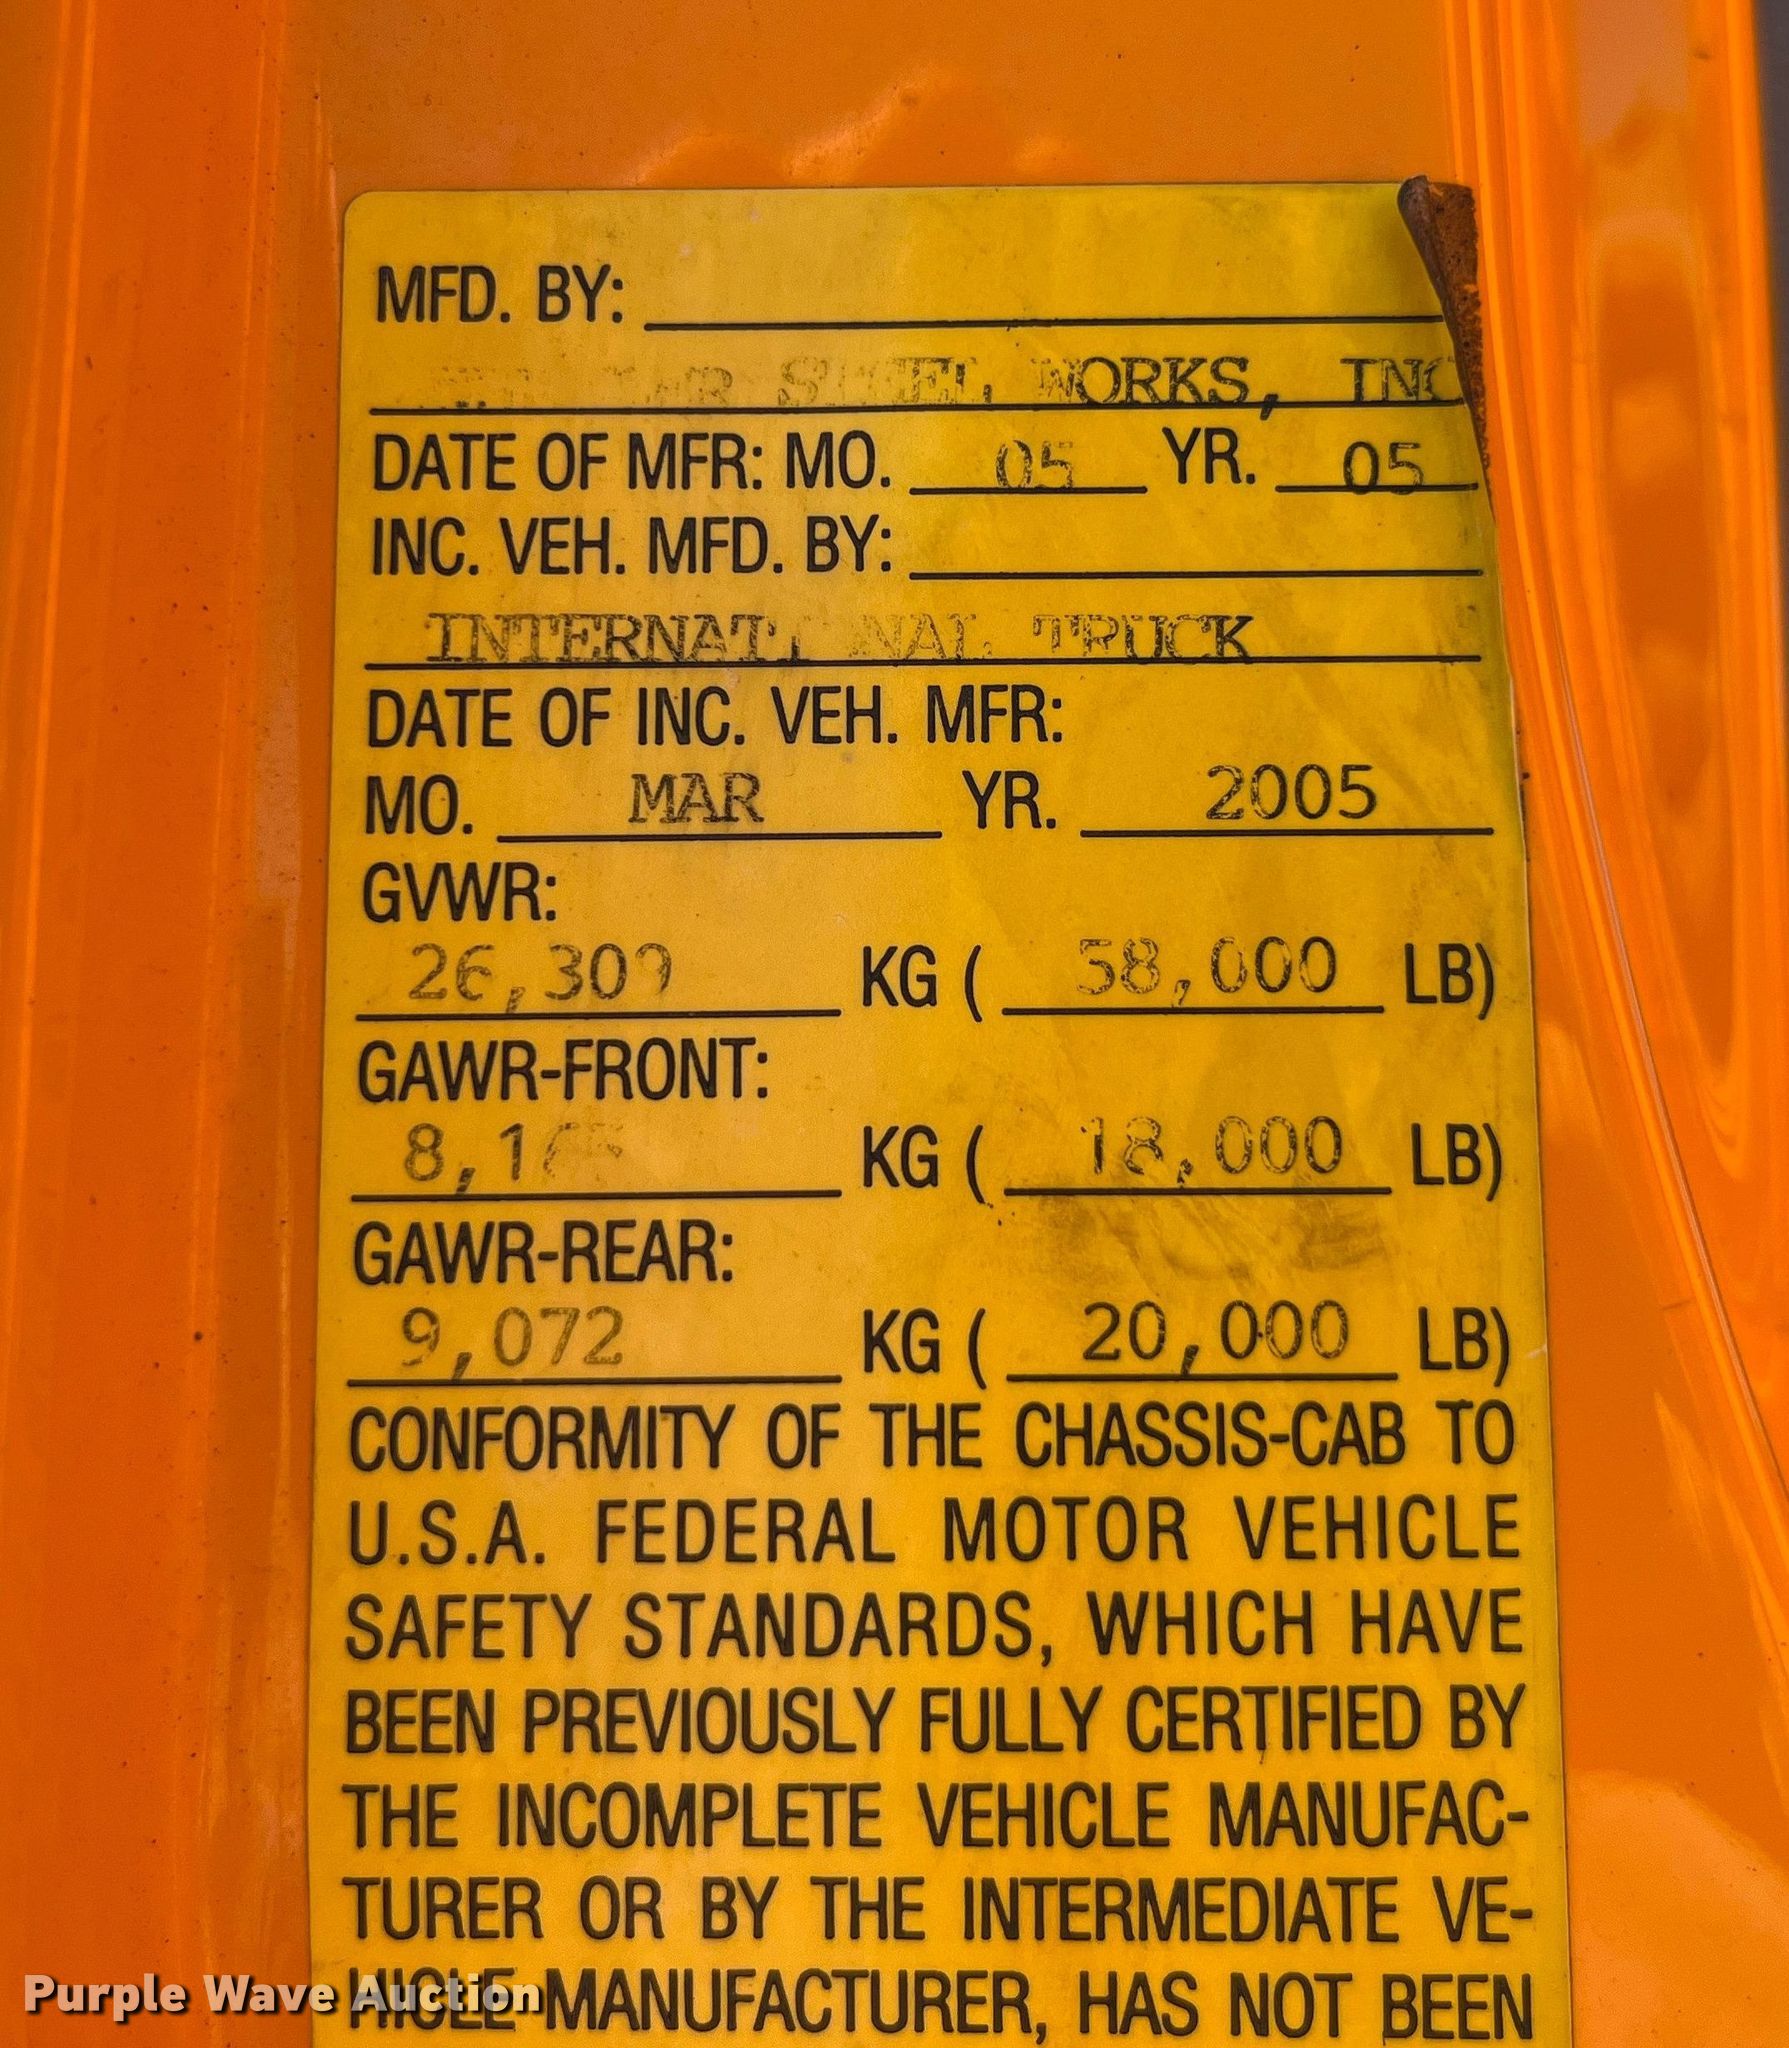 MFD. BY:
WORKS, INC
DATE OF MFR: MO. 05 YR. 05
INC. VEH. MFD. BY:
INTERNATIONAL TRUCK
DATE OF INC. VEH. MFR:
MO. MAR YR. 2005
GVWR:
26,309 KG ( 58,000 LB)
GAWR-FRONT:
KG ( 18,000 LB)
GAWR-REAR:
9,072 KG ( 20,000 LB)
CONFORMITY OF THE CHASSIS-CAB TO
U.S.A. FEDERAL MOTOR VEHICLE
SAFETY STANDARDS, WHICH HAVE
BEEN PREVIOUSLY FULLY CERTIFIED BY
THE INCOMPLETE VEHICLE MANUFAC-
TURER OR BY THE INTERMEDIATE VE-
HICLE MANUFACTURER, HAS NOT BEEN
Purple Wave Auction